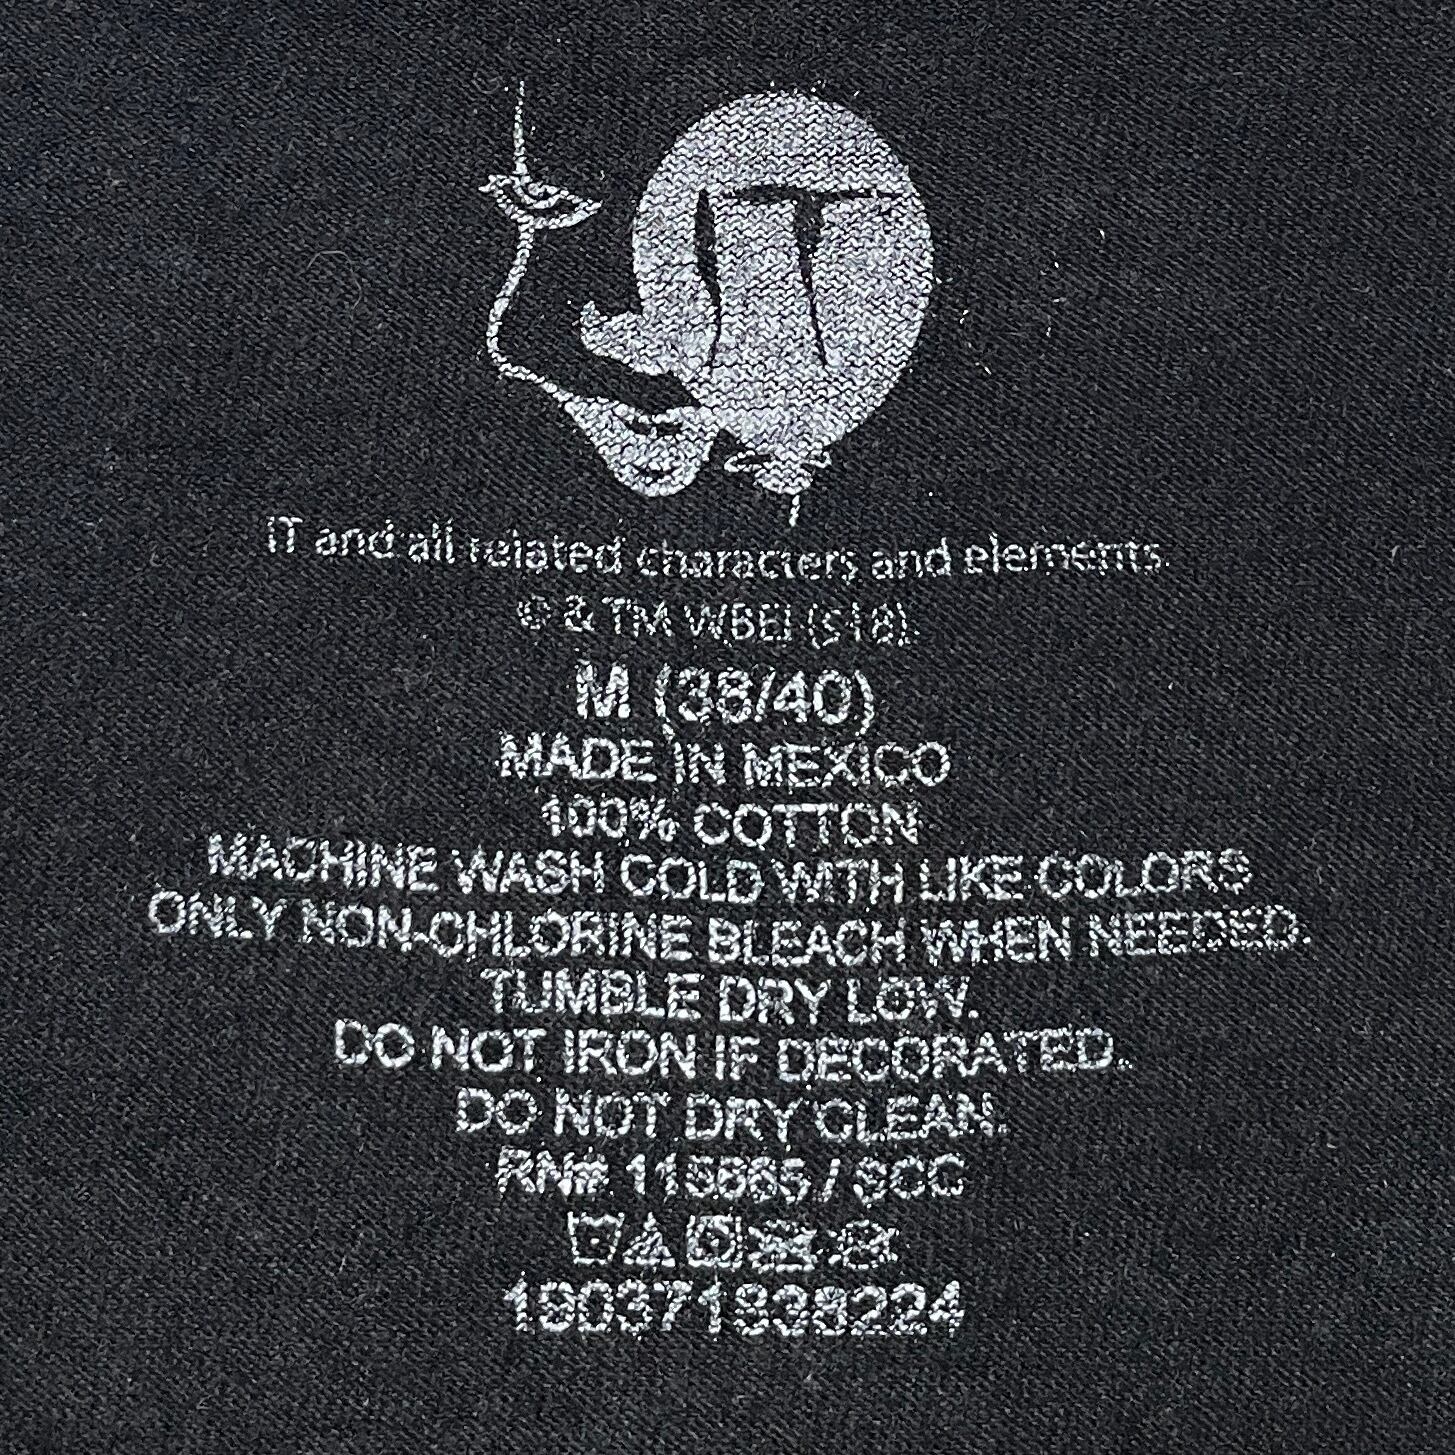 IT
IT and all related characters and elements
© & TM WBEI (s18).
M (38/40)
MADE IN MEXICO
100% COTTON
MACHINE WASH COLD WITH LIKE COLORS
ONLY NON-CHLORINE BLEACH WHEN NEEDED.
TUMBLE DRY LOW.
DO NOT IRON IF DECORATED.
DO NOT DRY CLEAN.
RN# / SCC